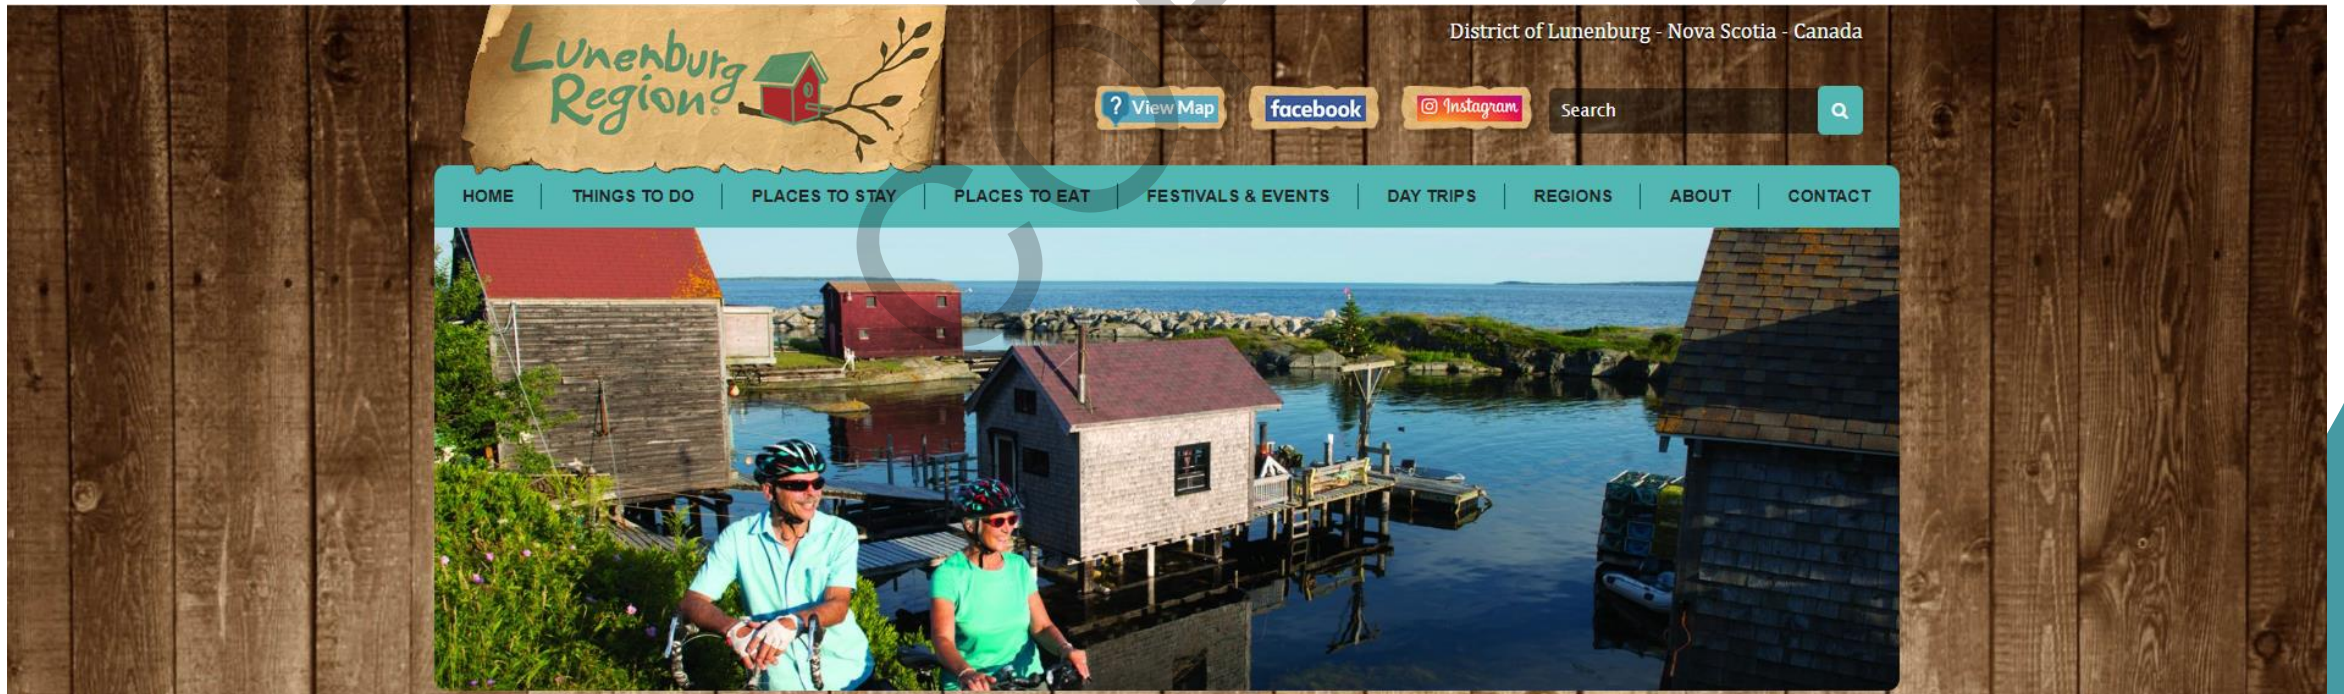 Lunenburg
Region
District of Lunenburg - Nova Scotia - Canada
? View Map
facebook
Instagram
Search
HOME
THINGS TO DO
PLACES TO STAY
PLACES TO EAT
FESTIVALS & EVENTS
DAY TRIPS
REGIONS
ABOUT
CONTACT